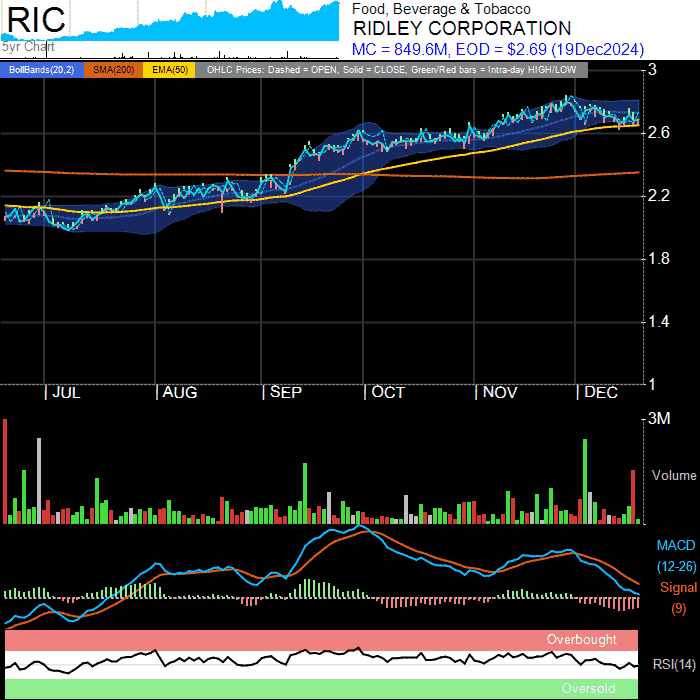 RIC
5yr Chart
Food, Beverage & Tobacco
RIDLEY CORPORATION
MC = 849.6M, EOD = $2.69 (19Dec2024)
BollBands(20,2) SMA(200) EMA(50) OHLC Prices: Dashed = OPEN, Solid = CLOSE, Green/Red bars = Intra-day HIGH/LOW
3
2.6
2.2
1.8
1.4
1
JUL AUG SEP OCT NOV DEC
3M
Volume
MACD
(12-26)
Signal
(9)
Overbought
RSI(14)
Oversold